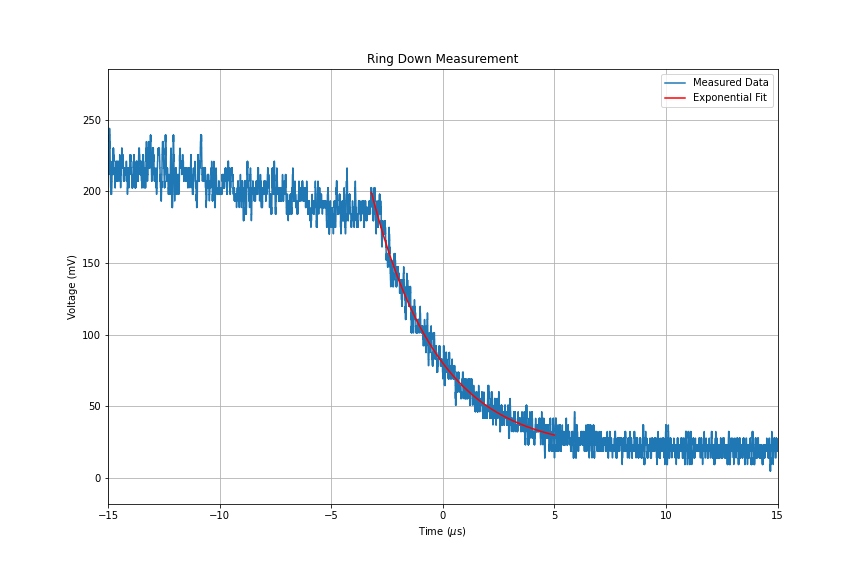 Ring Down Measurement
Measured Data
Exponential Fit
250
200
150
100
50
0
Voltage (mV)
−15
−10
−5
0
5
10
15
Time (μs)